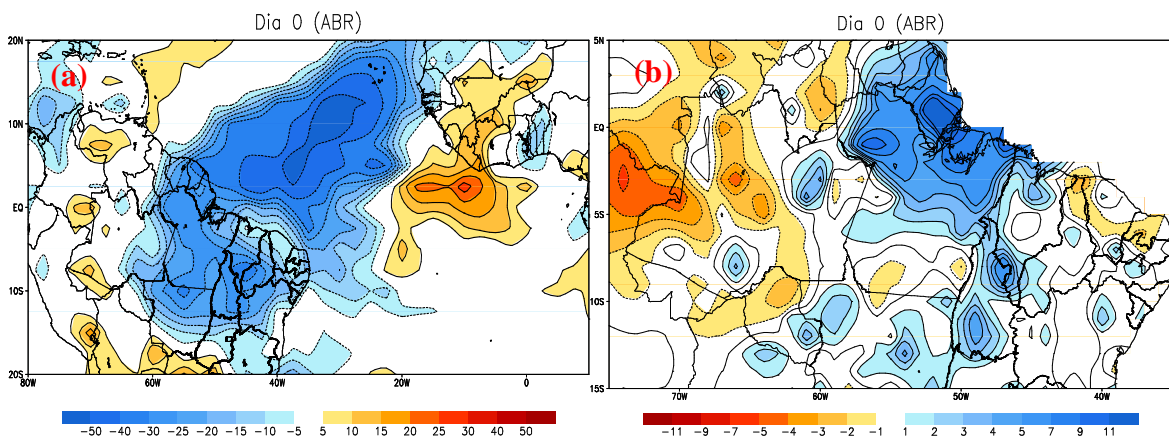 Dia 0 (ABR)
(a)
20N
10N
EQ
10S
20S
80W 60W 40W 20W 0
-50 -40 -30 -25 -20 -15 -10 -5 5 10 15 20 25 30 40 50
Dia 0 (ABR)
(b)
5N
EQ
5S
10S
15S
70W 60W 50W 40W
-11 -9 -7 -5 -4 -3 -2 -1 1 2 3 4 5 7 9 11